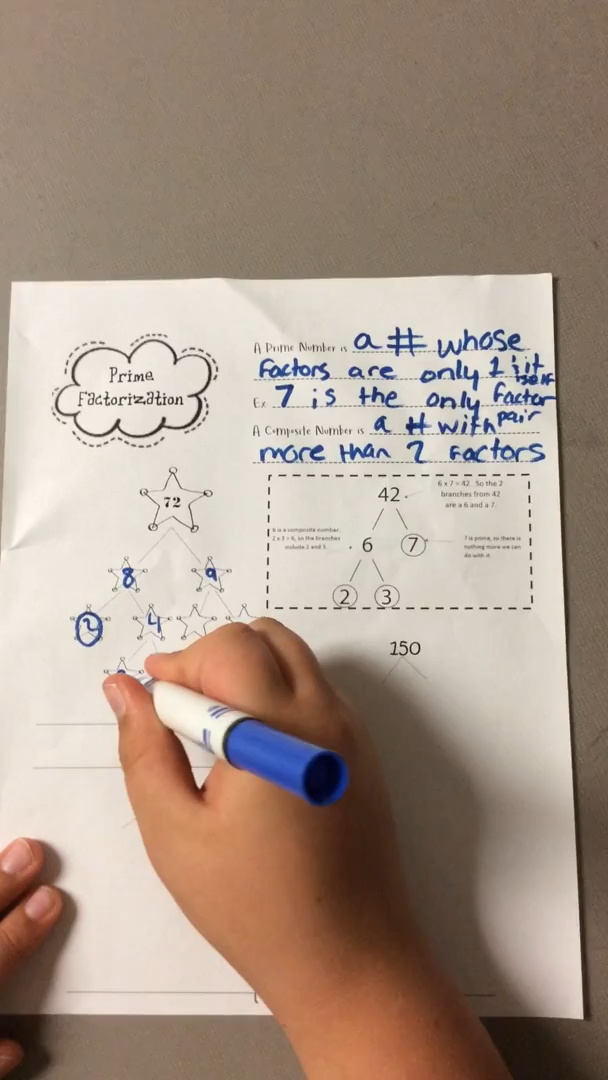 Prime
Factorization
A Prime Number is a # whose
factors are only 1 & itself
Ex. 7 is the only factor
pair
A Composite Number is a # with
more than 2 factors
72
8
9
2
4
42
6 x 7 = 42. So the 2
branches from 42
are a 6 and a 7.
6 is a composite number.
2 x 3 = 6, so the branches
include 2 and 3.
6
7
7 is prime, so there is
nothing more we can
do with it.
2
3
150